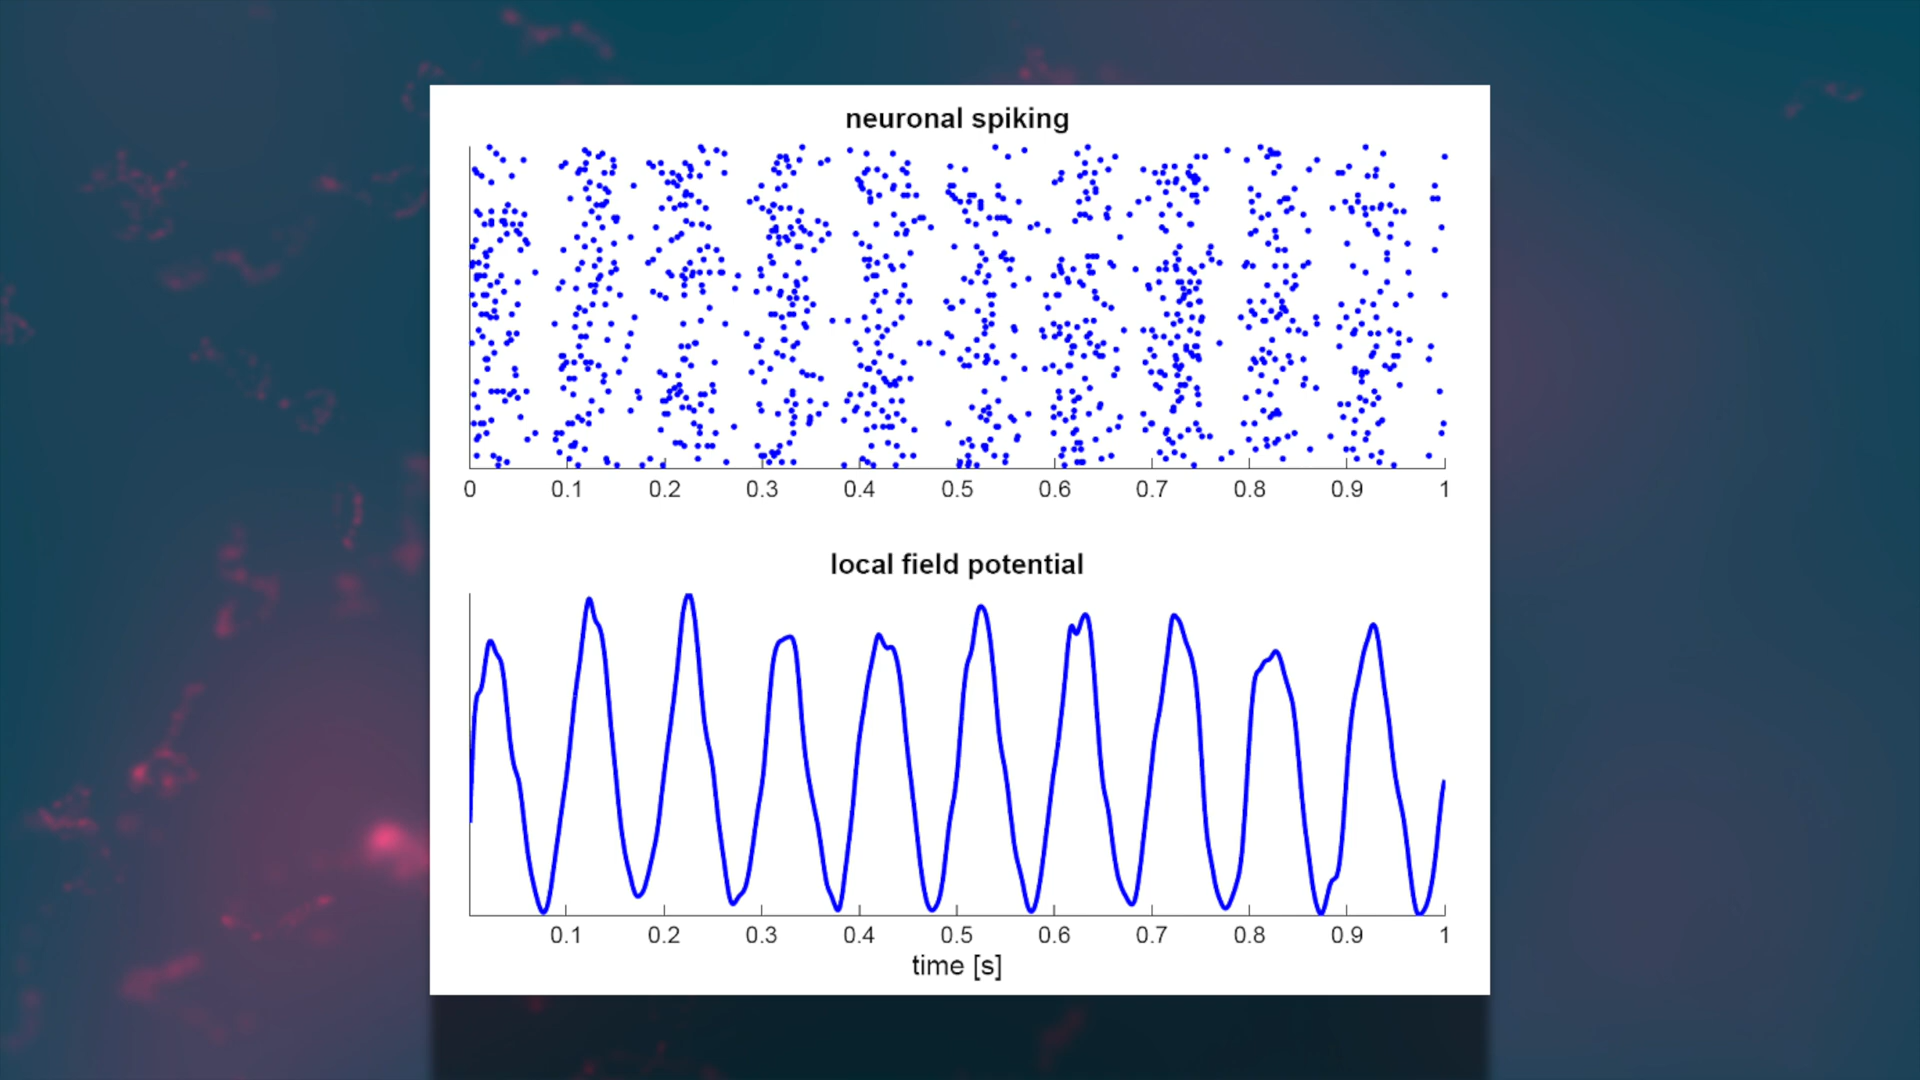 neuronal spiking
0 0.1 0.2 0.3 0.4 0.5 0.6 0.7 0.8 0.9 1
local field potential
0.1 0.2 0.3 0.4 0.5 0.6 0.7 0.8 0.9 1
time [s]